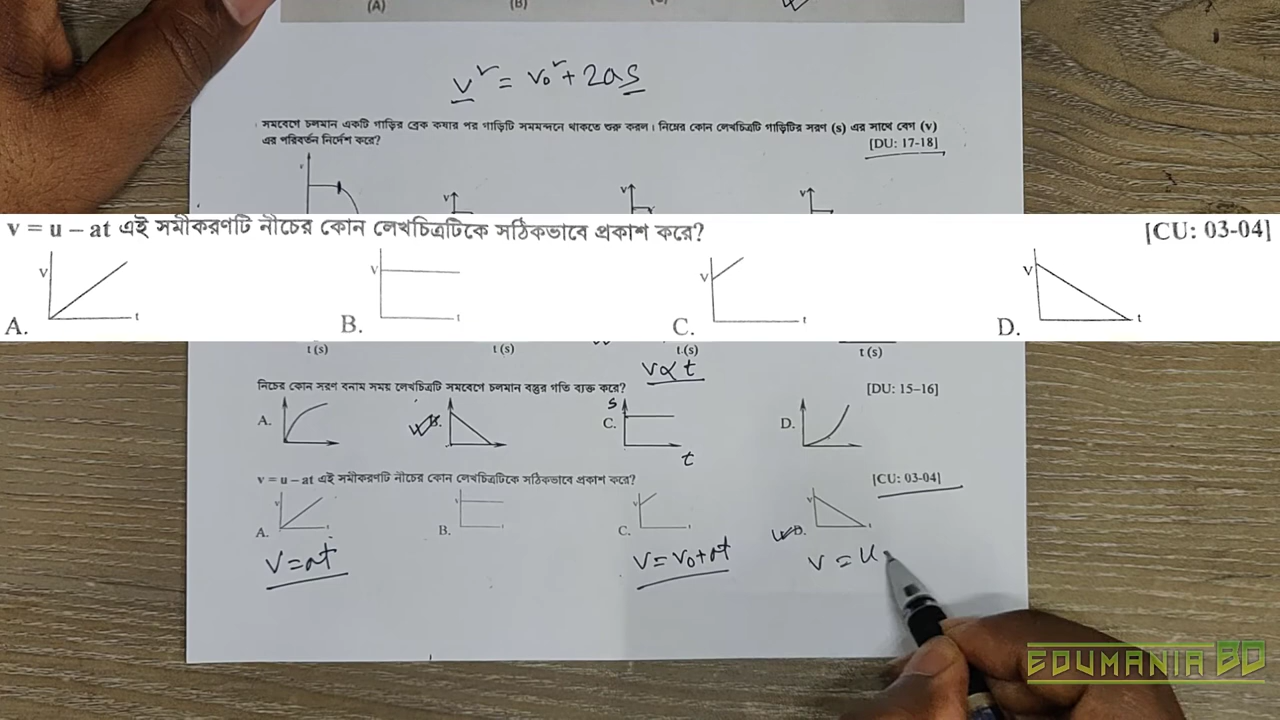 (A) (B)
v² = v₀² + 2as
সমবেগে চলমান একটি গাড়ির ব্রেক কষার পর গাড়িটি সমমন্দনে থাকতে শুরু করল। নিম্নের কোন লেখচিত্রটি গাড়িটির সরণ (s) এর সাথে বেগ (v)
এর পরিবর্তন নির্দেশ করে? [DU: 17-18]
v v v v
v = u – at এই সমীকরণটি নীচের কোন লেখচিত্রটিকে সঠিকভাবে প্রকাশ করে? [CU: 03-04]
v v v v
A. t B. t C. t D. t
t (s) t (s) t (s) t (s)
v∝t
নিচের কোন সরণ বনাম সময় লেখচিত্রটি সমবেগে চলমান বস্তুর গতি ব্যক্ত করে? [DU: 15–16]
A. B. C. s D.
t
v = u – at এই সমীকরণটি নীচের কোন লেখচিত্রটিকে সঠিকভাবে প্রকাশ করে? [CU: 03-04]
v v v v
A. t B. t C. t D. t
v=at v=v₀+at v=u
EDUMANIA BD